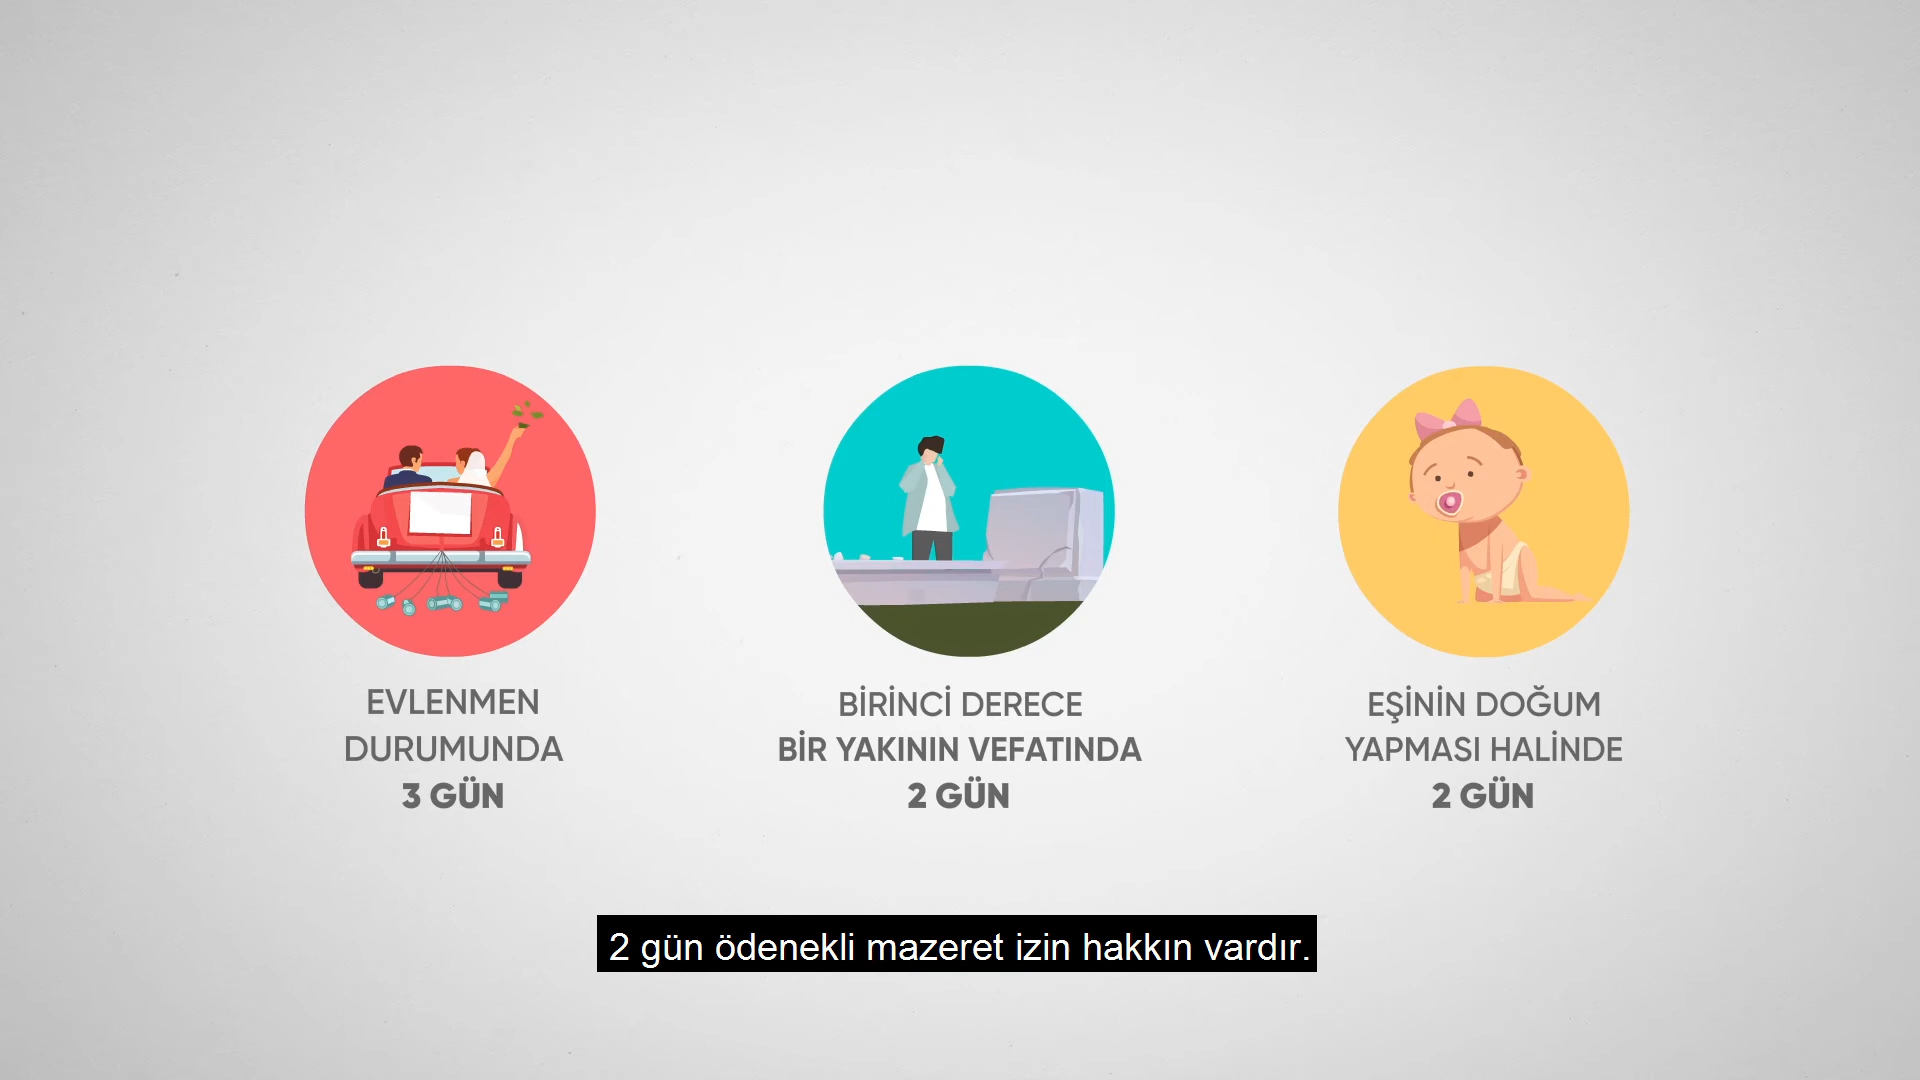 EVLENMEN
DURUMUNDA
3 GÜN
BİRİNCİ DERECE
BİR YAKININ VEFATINDA
2 GÜN
EŞİNİN DOĞUM
YAPMASI HALİNDE
2 GÜN
2 gün ödenekli mazeret izin hakkın vardır.